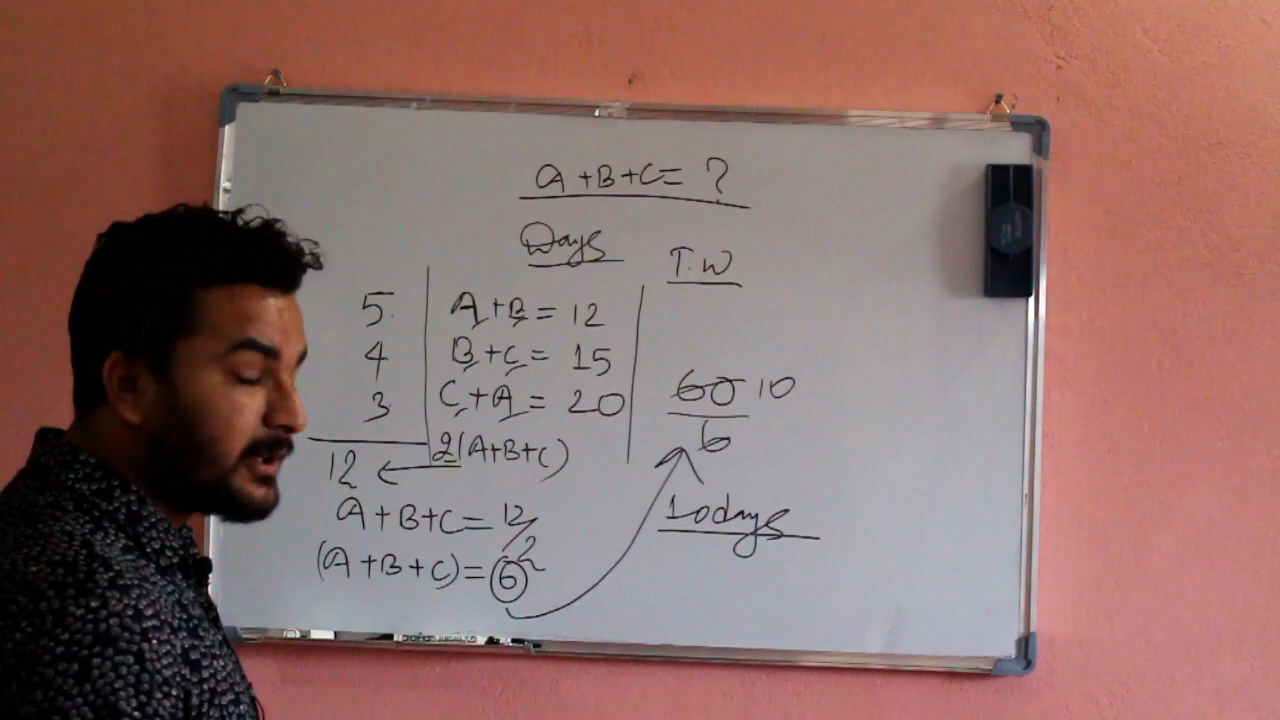 A+B+C= ?
Days
T.W
5 A+B = 12
4 B+C = 15
3 C+A = 20
60 10
6
12 2(A+B+C)
A+B+C= 12/2
(A+B+C)= 6
10days